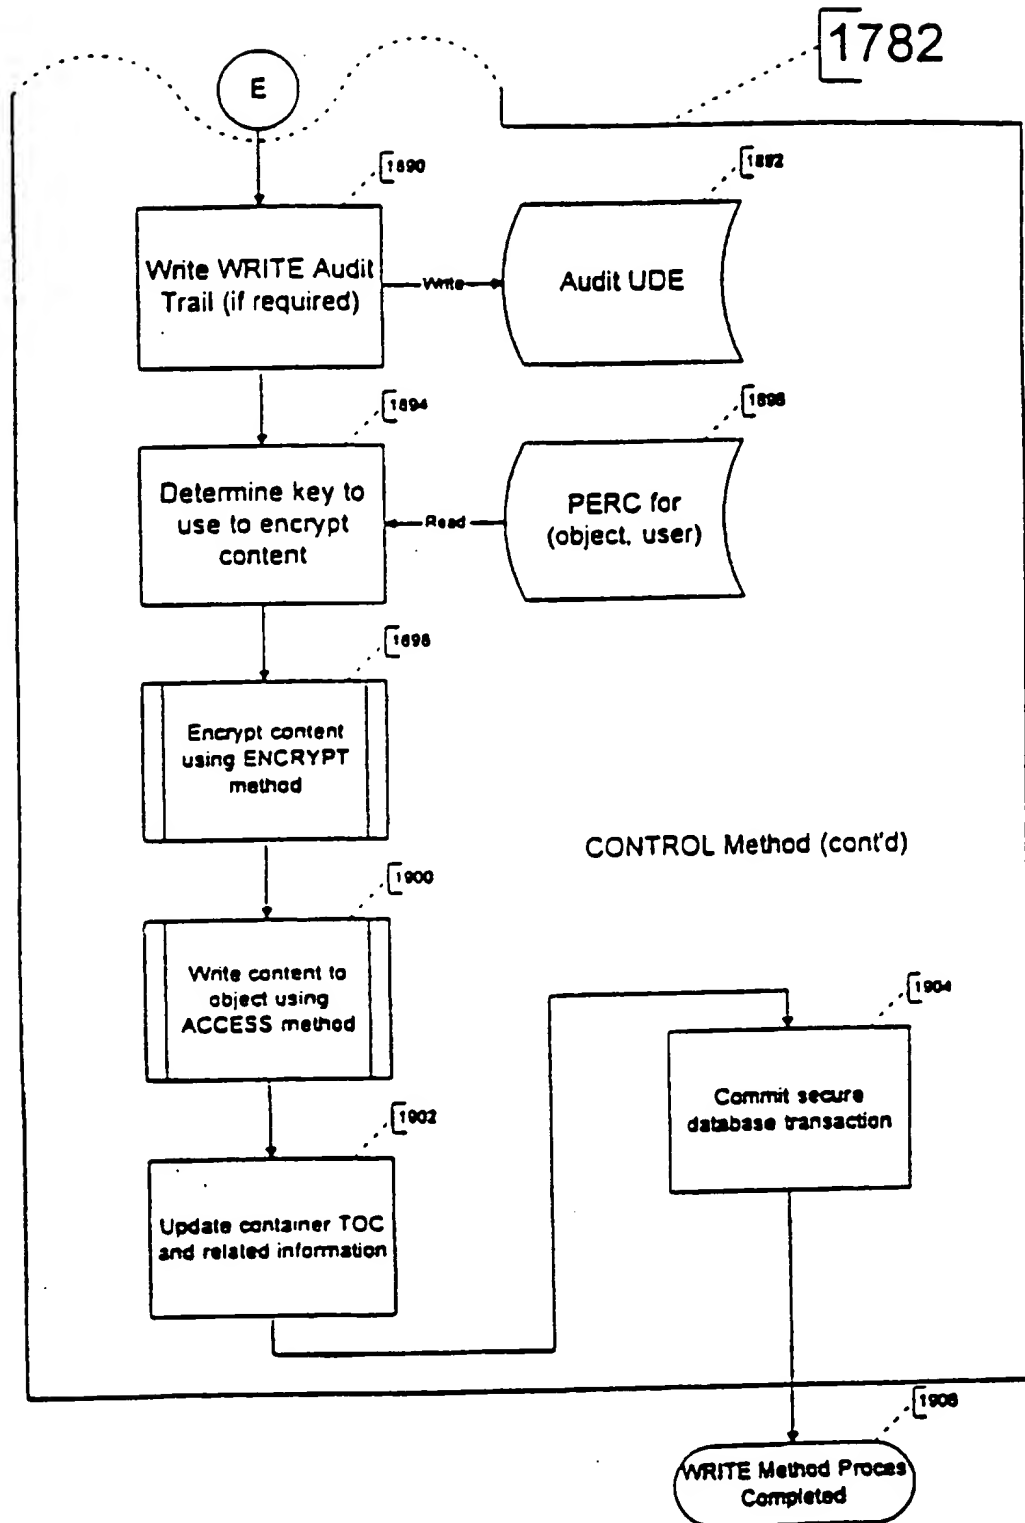 1782
E
1890
Write WRITE Audit
Trail (if required)
Write
1892
Audit UDE
1894
Determine key to
use to encrypt
content
Read
1896
PERC for
(object, user)
1898
Encrypt content
using ENCRYPT
method
CONTROL Method (cont'd)
1900
Write content to
object using
ACCESS method
1902
Update container TOC
and related information
1904
Commit secure
database transaction
1906
WRITE Method Proces
Completed